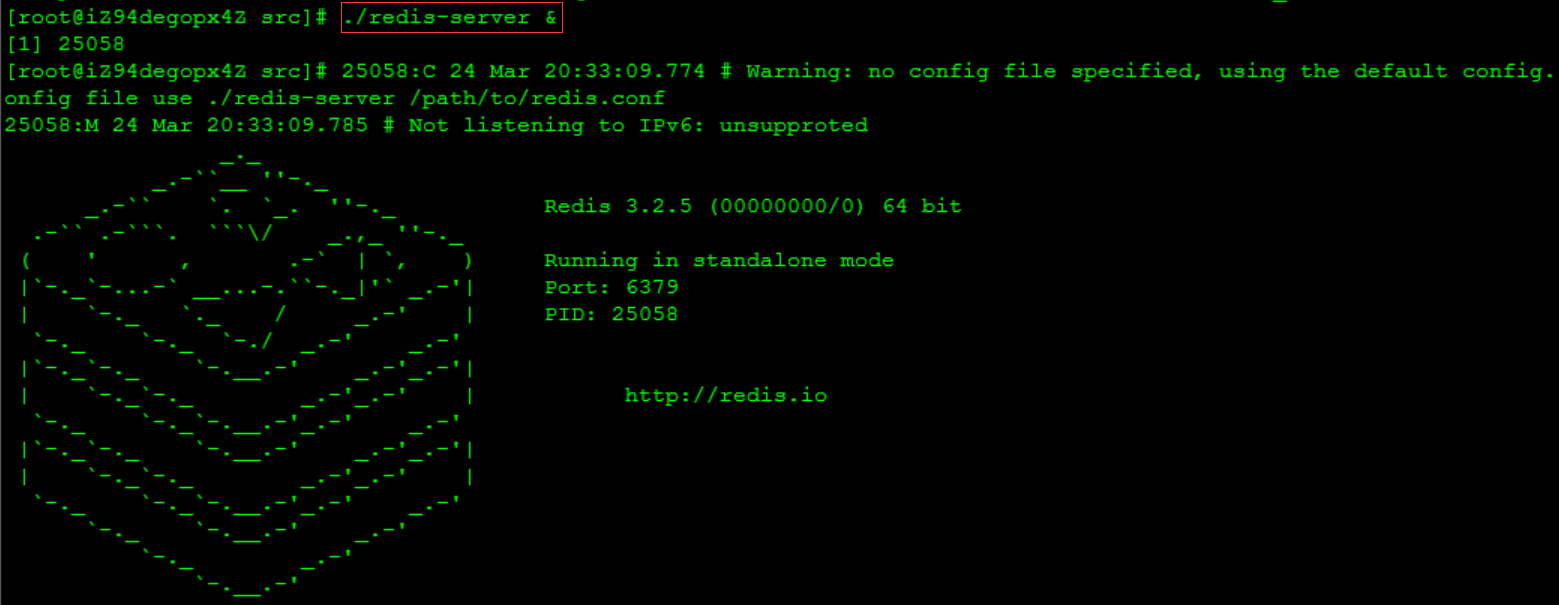 [root@iZ94degopx4Z src]# ./redis-server &
[1] 25058
[root@iZ94degopx4Z src]# 25058:C 24 Mar 20:33:09.774 # Warning: no config file specified, using the default config.
onfig file use ./redis-server /path/to/redis.conf
25058:M 24 Mar 20:33:09.785 # Not listening to IPv6: unsupproted
Redis 3.2.5 (00000000/0) 64 bit
Running in standalone mode
Port: 6379
PID: 25058
http://redis.io